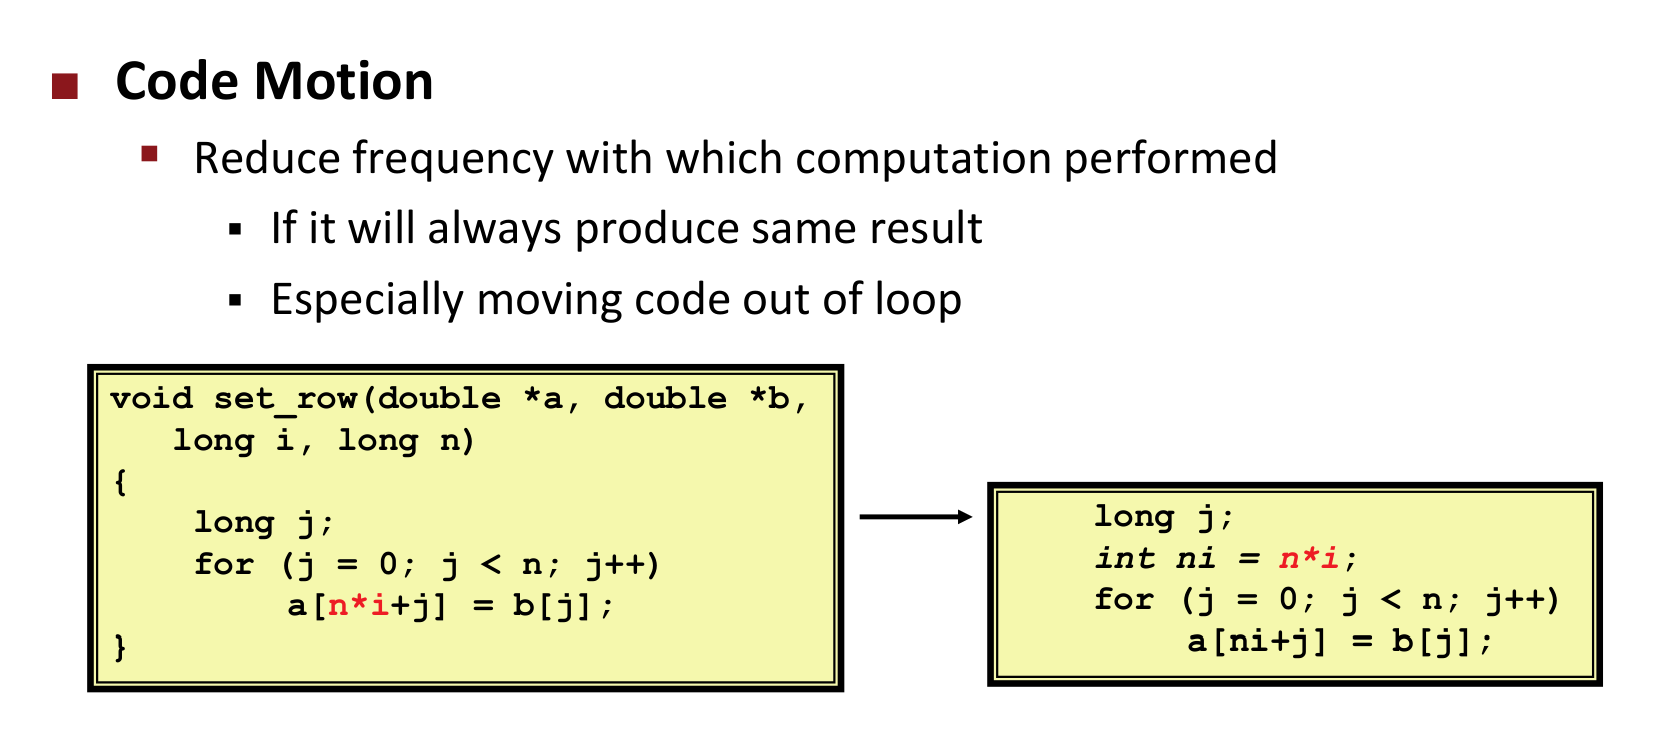 Code Motion
Reduce frequency with which computation performed
If it will always produce same result
Especially moving code out of loop
void set_row(double *a, double *b,
long i, long n)
{
long j;
for (j = 0; j < n; j++)
a[n*i+j] = b[j];
}
long j;
int ni = n*i;
for (j = 0; j < n; j++)
a[ni+j] = b[j];